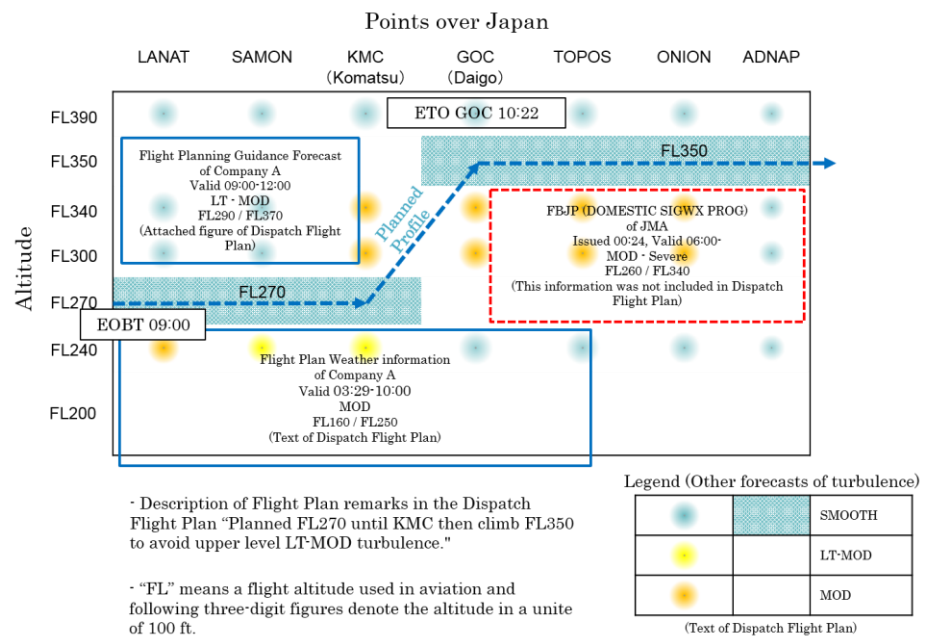 Points over Japan
LANAT SAMON KMC GOC TOPOS ONION ADNAP
(Komatsu) (Daigo)
FL390
ETO GOC 10:22
FL350
FL350
Flight Planning Guidance Forecast
of Company A
Valid 09:00-12:00
LT - MOD
FL290 / FL370
(Attached figure of Dispatch Flight
Plan)
Planned
Profile
FL340
FBJP (DOMESTIC SIGWX PROG)
of JMA
Issued 00:24, Valid 06:00-
MOD - Severe
FL260 / FL340
(This information was not included in Dispatch
Flight Plan)
FL300
Altitude
FL270
FL270
EOBT 09:00
FL240
Flight Plan Weather information
of Company A
Valid 03:29-10:00
MOD
FL160 / FL250
(Text of Dispatch Flight Plan)
FL200
- Description of Flight Plan remarks in the Dispatch
Flight Plan “Planned FL270 until KMC then climb FL350
to avoid upper level LT-MOD turbulence."
- “FL” means a flight altitude used in aviation and
following three-digit figures denote the altitude in a unite
of 100 ft.
Legend (Other forecasts of turbulence)
SMOOTH
LT-MOD
MOD
(Text of Dispatch Flight Plan)